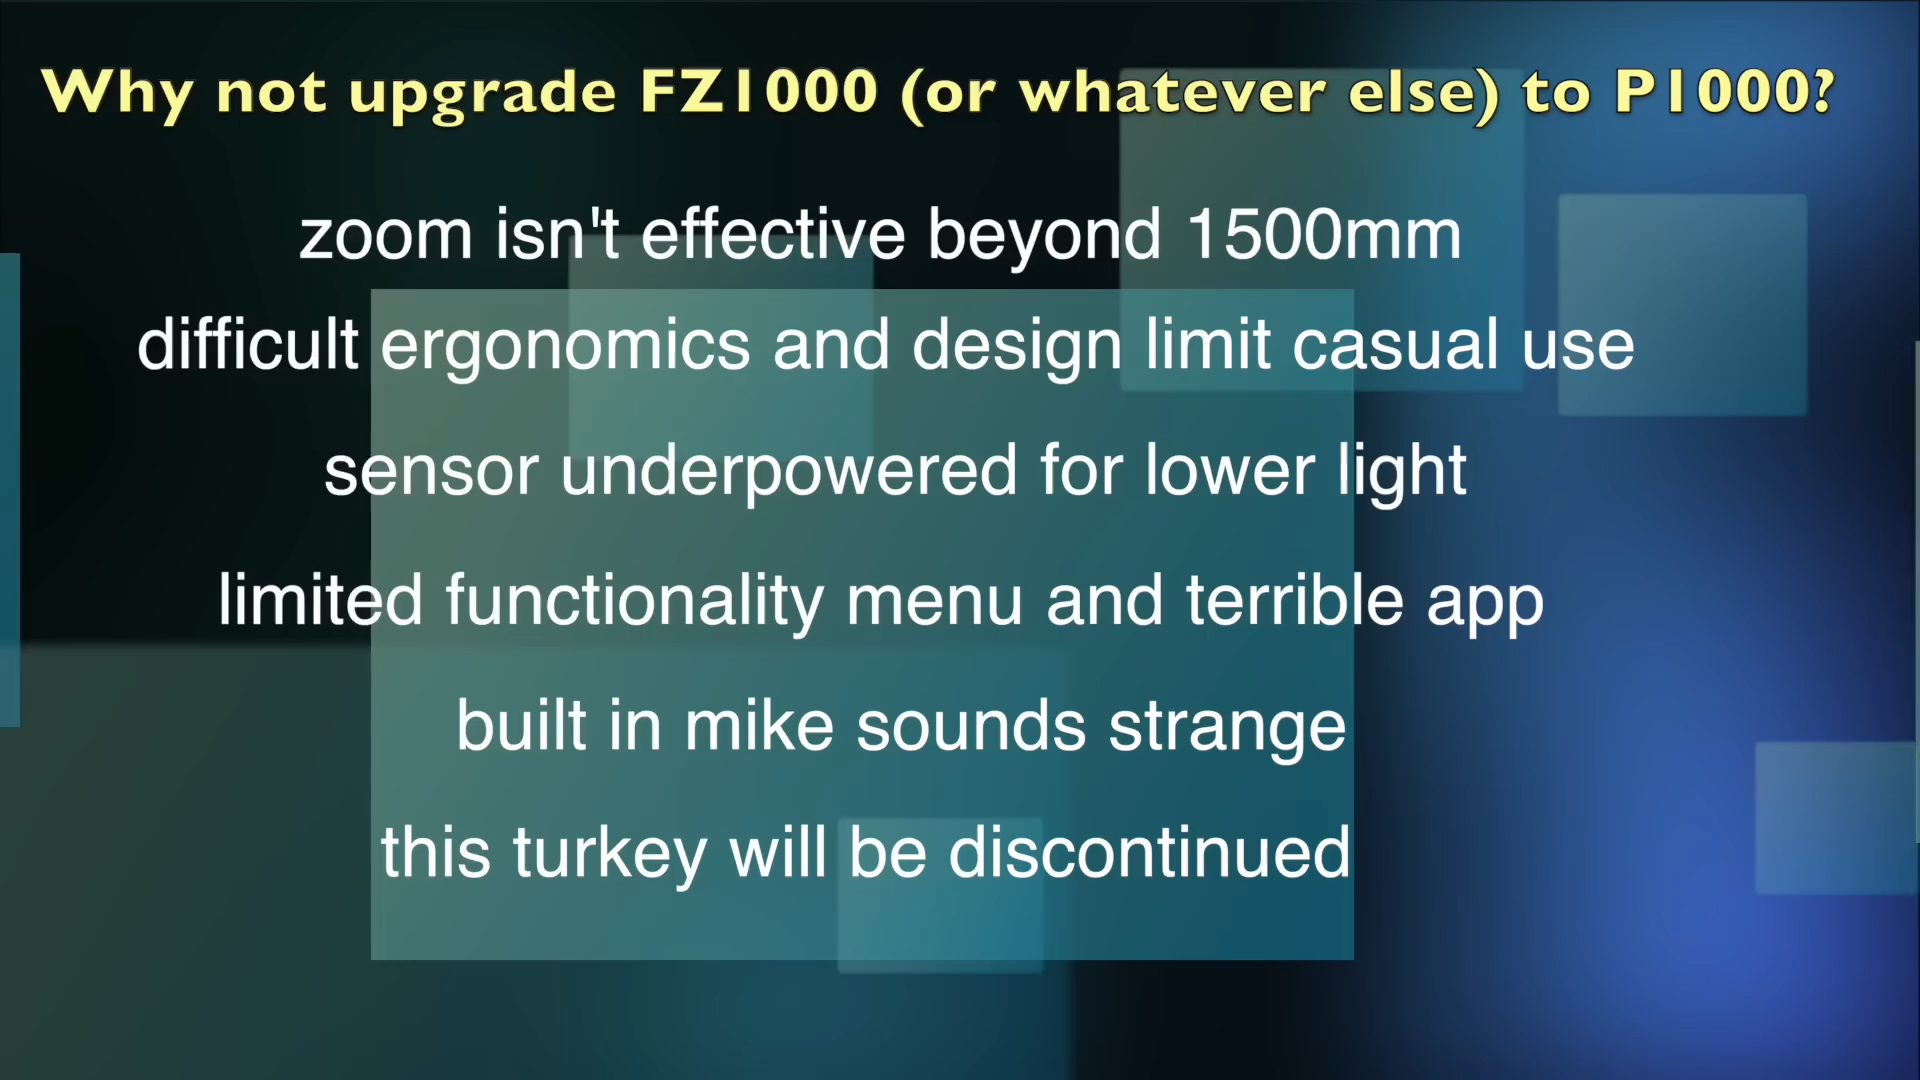 Why not upgrade FZ1000 (or whatever else) to P1000?
zoom isn't effective beyond 1500mm
difficult ergonomics and design limit casual use
sensor underpowered for lower light
limited functionality menu and terrible app
built in mike sounds strange
this turkey will be discontinued